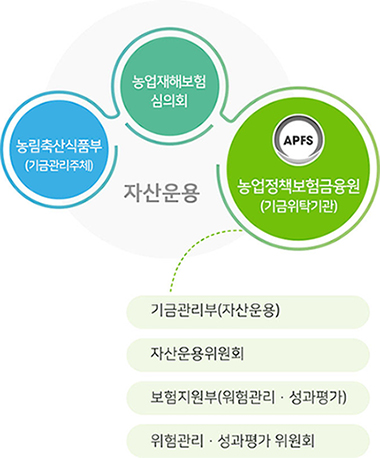 농업재해보험
심의회
농림축산식품부
(기금관리주체)
APFS
농업정책보험금융원
(기금위탁기관)
자산운용
기금관리부(자산운용)
자산운용위원회
보험지원부(워험관리 · 성과평가)
위험관리 · 성과평가 위원회